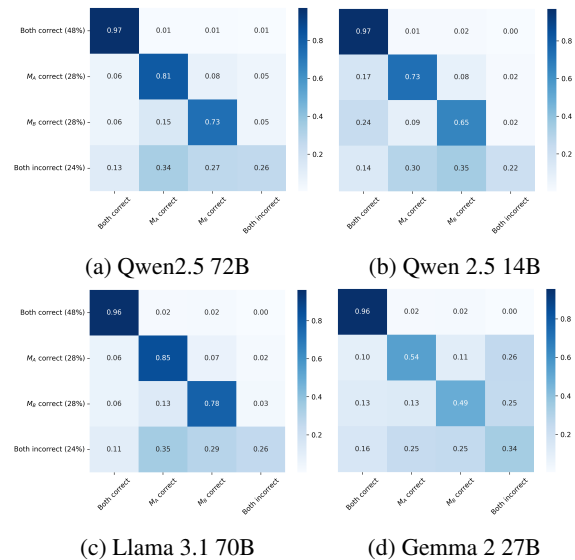 Both correct (48%) 0.97 0.01 0.01 0.01
M_A correct (28%) 0.06 0.81 0.08 0.05
M_B correct (28%) 0.06 0.15 0.73 0.05
Both incorrect (24%) 0.13 0.34 0.27 0.26
Both correct M_A correct M_B correct Both incorrect
0.8
0.6
0.4
0.2
(a) Qwen2.5 72B
0.97 0.01 0.02 0.00
0.17 0.73 0.08 0.02
0.24 0.09 0.65 0.02
0.14 0.30 0.35 0.22
Both correct M_A correct M_B correct Both incorrect
0.8
0.6
0.4
0.2
(b) Qwen 2.5 14B
Both correct (48%) 0.96 0.02 0.02 0.00
M_A correct (28%) 0.06 0.85 0.07 0.02
M_B correct (28%) 0.06 0.13 0.78 0.03
Both incorrect (24%) 0.11 0.35 0.29 0.26
Both correct M_A correct M_B correct Both incorrect
0.8
0.6
0.4
0.2
(c) Llama 3.1 70B
0.96 0.02 0.02 0.00
0.10 0.54 0.11 0.26
0.13 0.13 0.49 0.25
0.16 0.25 0.25 0.34
Both correct M_A correct M_B correct Both incorrect
0.8
0.6
0.4
0.2
(d) Gemma 2 27B